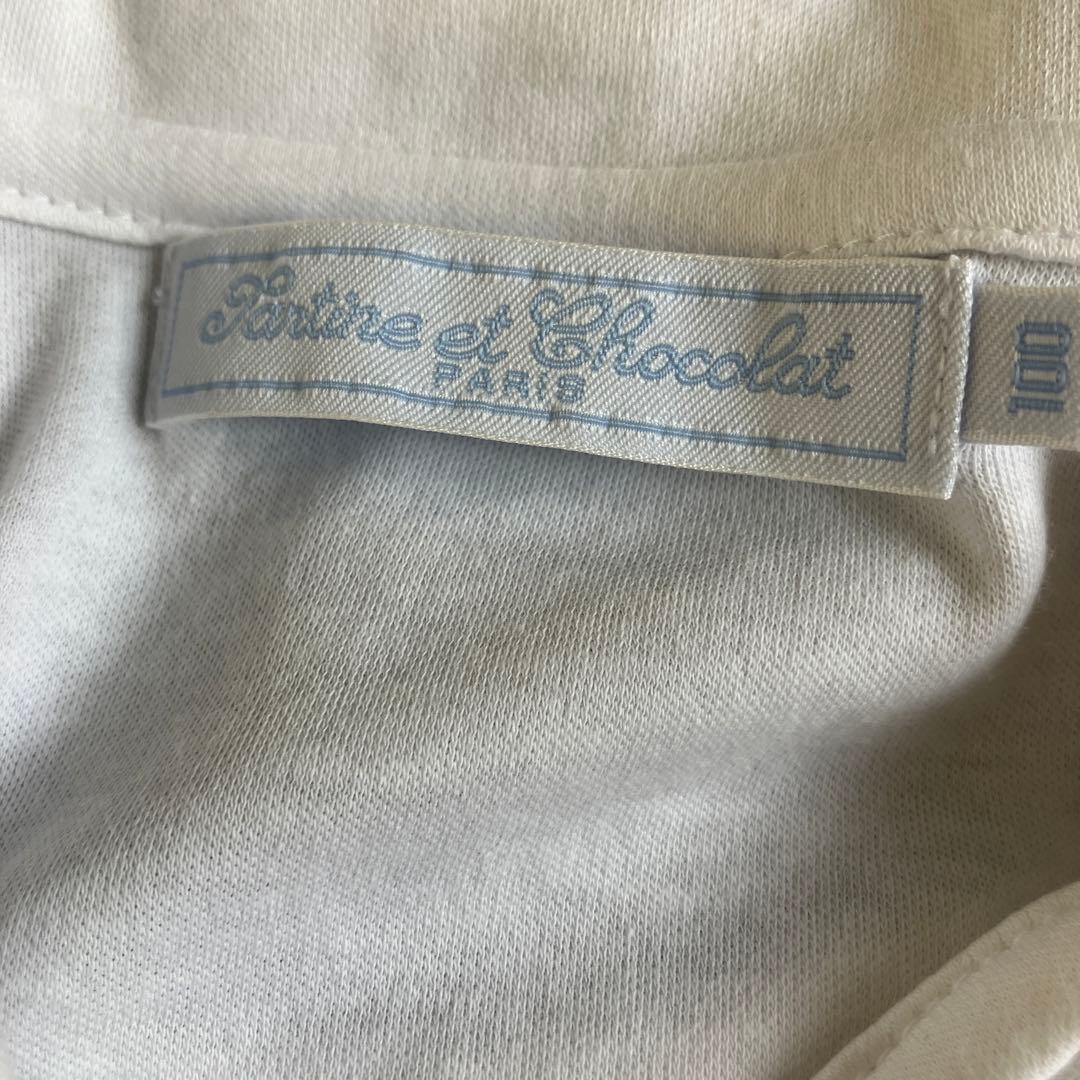 Tartine et Chocolat
PARIS
100